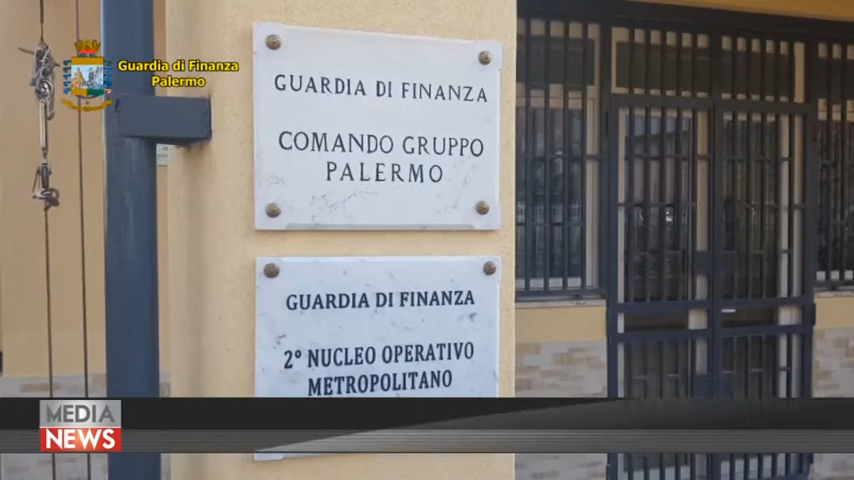 Guardia di Finanza
Palermo
GUARDIA DI FINANZA
COMANDO GRUPPO
PALERMO
GUARDIA DI FINANZA
2° NUCLEO OPERATIVO
METROPOLITANO
MEDIA
NEWS